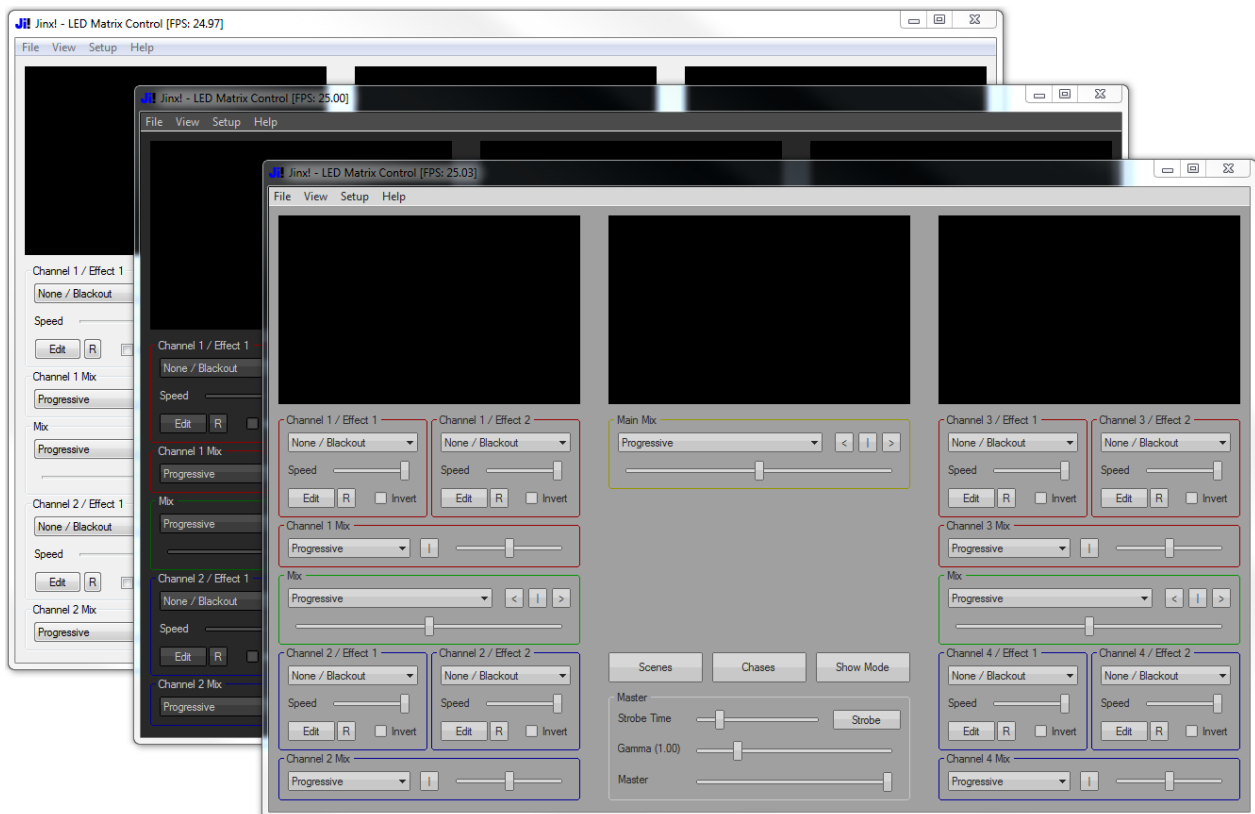 Ji! Jinx! - LED Matrix Control [FPS: 24.97]
File View Setup Help
Channel 1 / Effect 1
None / Blackout
Speed
Edit R
Channel 1 Mix
Progressive
Mix
Progressive
Channel 2 / Effect 1
None / Blackout
Speed
Edit R
Channel 2 Mix
Progressive
Ji! Jinx! - LED Matrix Control [FPS: 25.00]
File View Setup Help
Channel 1 / Effect 1
None / Blackout
Speed
Edit R
Channel 1 Mix
Progressive
Mix
Progressive
Channel 2 / Effect 1
None / Blackout
Speed
Edit R
Channel 2 Mix
Progressive
Ji! Jinx! - LED Matrix Control [FPS: 25.03]
File View Setup Help
Channel 1 / Effect 1
None / Blackout
Speed
Edit R Invert
Channel 1 / Effect 2
None / Blackout
Speed
Edit R Invert
Channel 1 Mix
Progressive I
Mix
Progressive < I >
Channel 2 / Effect 1
None / Blackout
Speed
Edit R Invert
Channel 2 / Effect 2
None / Blackout
Speed
Edit R Invert
Channel 2 Mix
Progressive I
Main Mix
Progressive < I >
Scenes Chases Show Mode
Master
Strobe Time Strobe
Gamma (1.00)
Master
Channel 3 / Effect 1
None / Blackout
Speed
Edit R Invert
Channel 3 / Effect 2
None / Blackout
Speed
Edit R Invert
Channel 3 Mix
Progressive I
Mix
Progressive < I >
Channel 4 / Effect 1
None / Blackout
Speed
Edit R Invert
Channel 4 / Effect 2
None / Blackout
Speed
Edit R Invert
Channel 4 Mix
Progressive I